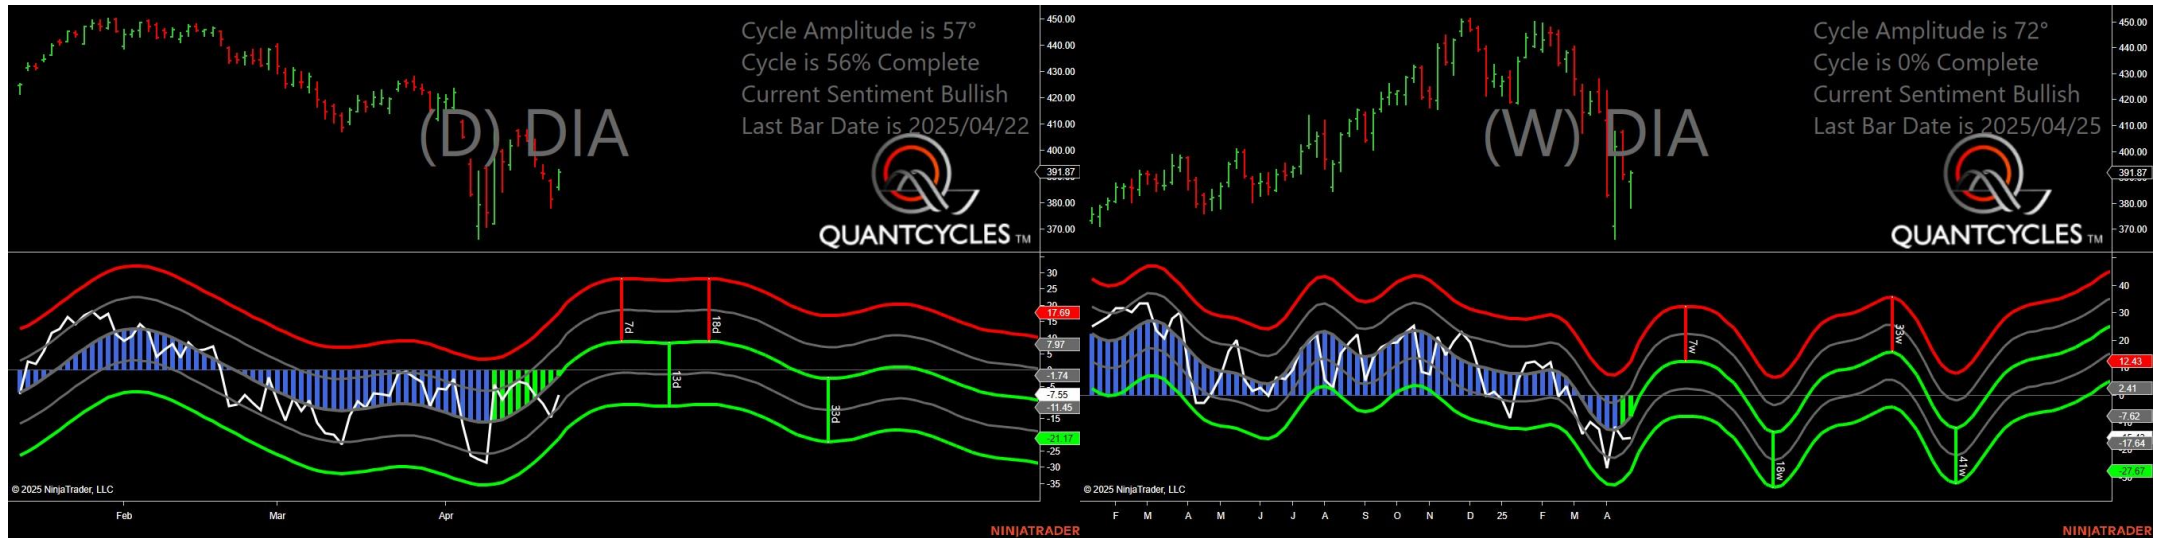 Cycle Amplitude is 57°
Cycle is 56% Complete
Current Sentiment Bullish
Last Bar Date is 2025/04/22
(D) DIA
QUANTCYCLES TM
450.00
440.00
430.00
420.00
410.00
400.00
391.87
380.00
370.00
30
25
17.69
15
7.97
5
-1.74
-7.55
-11.45
-15
-21.17
-25
-30
-35
7d
18d
13d
33d
© 2025 NinjaTrader, LLC
Feb
Mar
Apr
NINJATRADER
Cycle Amplitude is 72°
Cycle is 0% Complete
Current Sentiment Bullish
Last Bar Date is 2025/04/25
(W) DIA
QUANTCYCLES TM
450.00
440.00
430.00
420.00
410.00
400.00
391.87
380.00
370.00
40
30
20
12.43
2.41
0
-7.62
-17.64
-27.67
7w
33w
18w
41w
© 2025 NinjaTrader, LLC
F M A M J J A S O N D 25 F M A
NINJATRADER